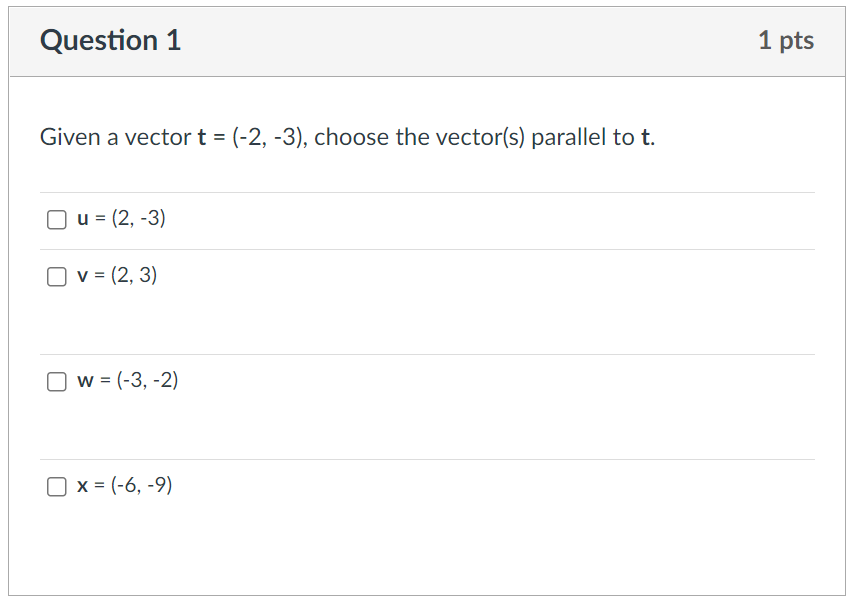 Question 1
1 pts
Given a vector t = (-2, -3), choose the vector(s) parallel to t.
u = (2, -3)
v = (2, 3)
w = (-3, -2)
x = (-6, -9)